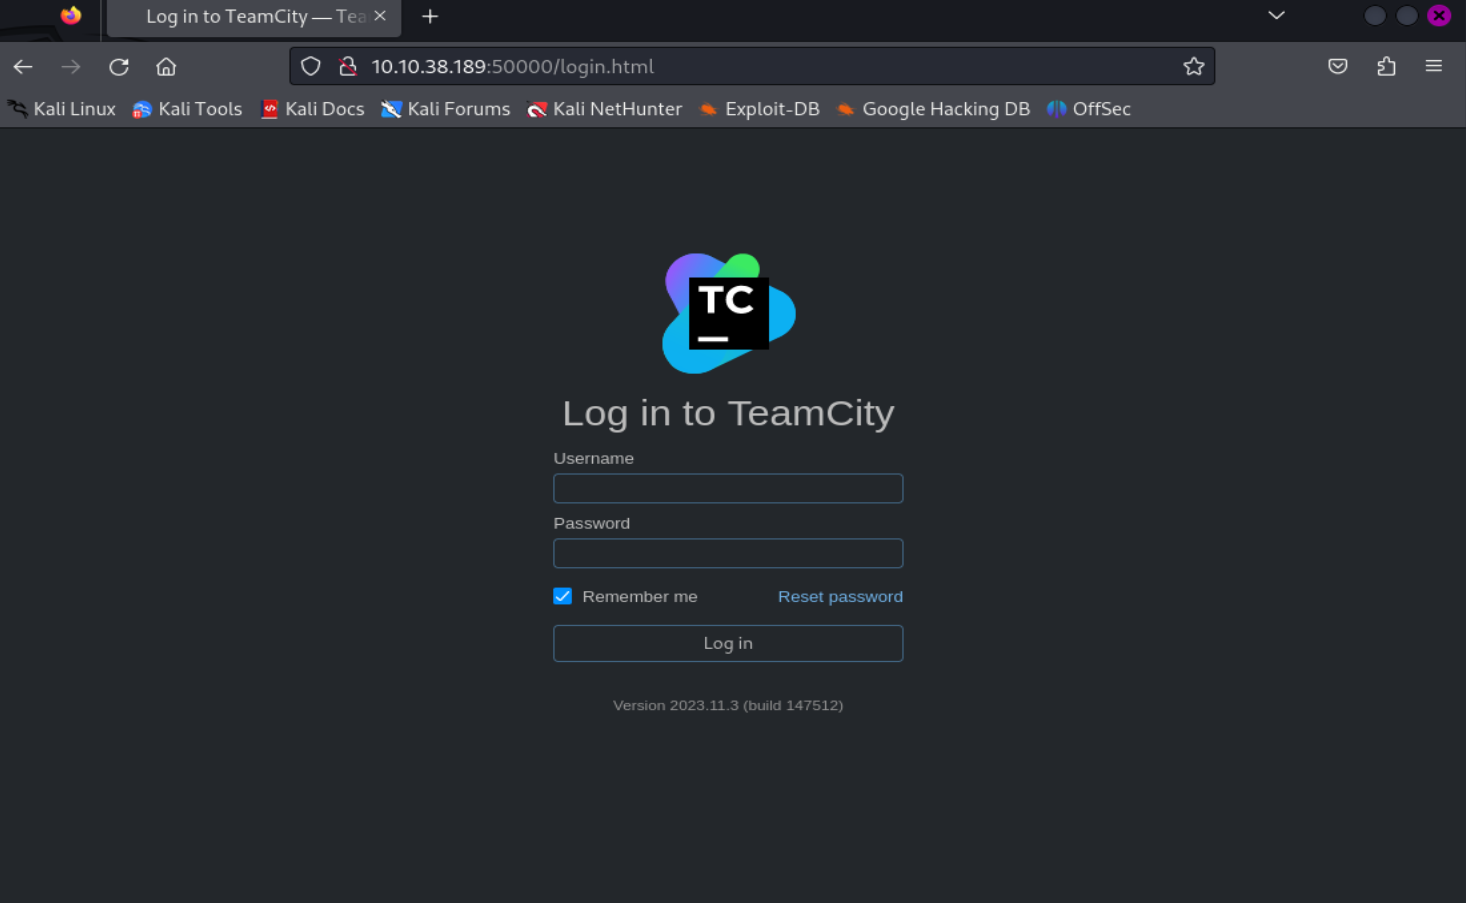 Log in to TeamCity — Tea
10.10.38.189:50000/login.html
Kali Linux Kali Tools Kali Docs Kali Forums Kali NetHunter Exploit-DB Google Hacking DB OffSec
TC
Log in to TeamCity
Username
Password
Remember me Reset password
Log in
Version 2023.11.3 (build 147512)